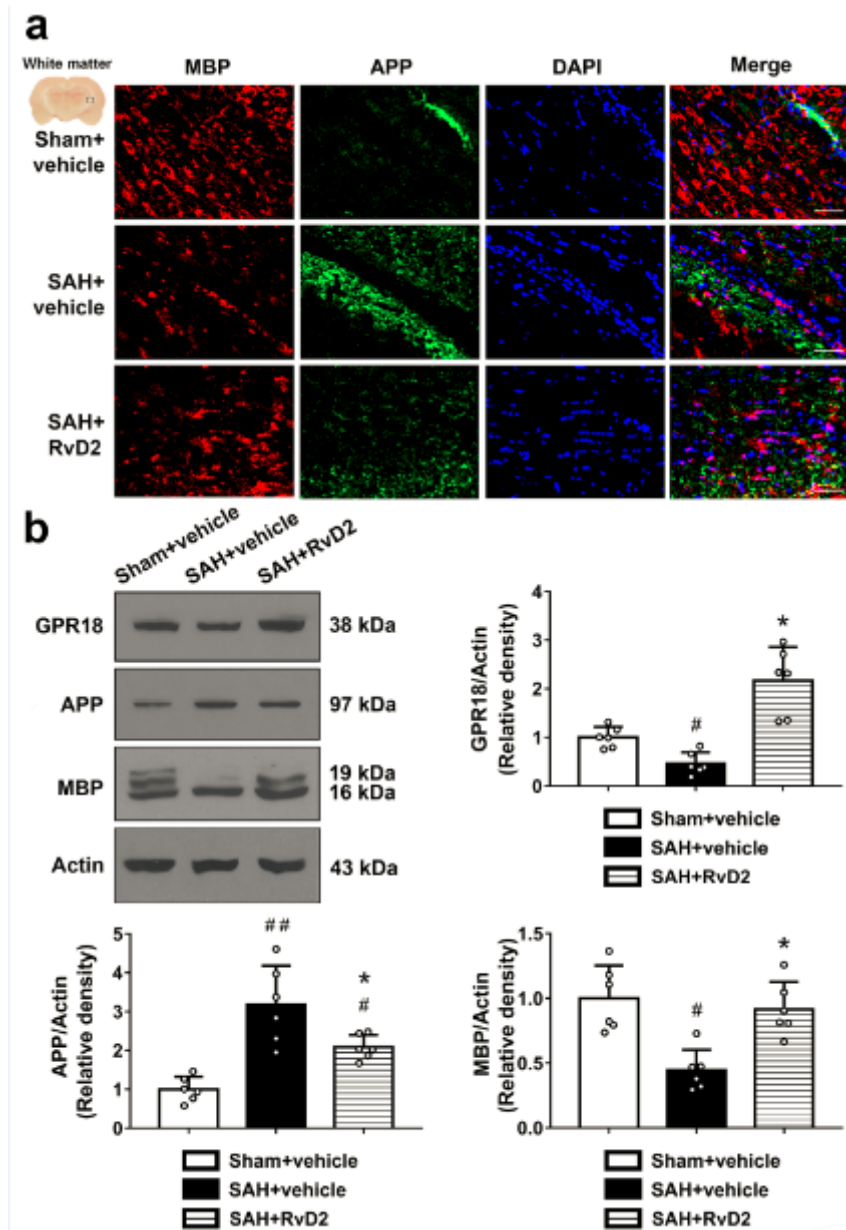 a
White matter
MBP APP DAPI Merge
Sham+
vehicle
SAH+
vehicle
SAH+
RvD2
b
Sham+vehicle
SAH+vehicle
SAH+RvD2
GPR18 38 kDa
APP 97 kDa
MBP 19 kDa
16 kDa
Actin 43 kDa
GPR18/Actin
(Relative density)
4
3
2
1
0
#
*
Sham+vehicle
SAH+vehicle
SAH+RvD2
APP/Actin
(Relative density)
5
4
3
2
1
0
##
*
#
Sham+vehicle
SAH+vehicle
SAH+RvD2
MBP/Actin
(Relative density)
1.5
1.0
0.5
0.0
#
*
Sham+vehicle
SAH+vehicle
SAH+RvD2